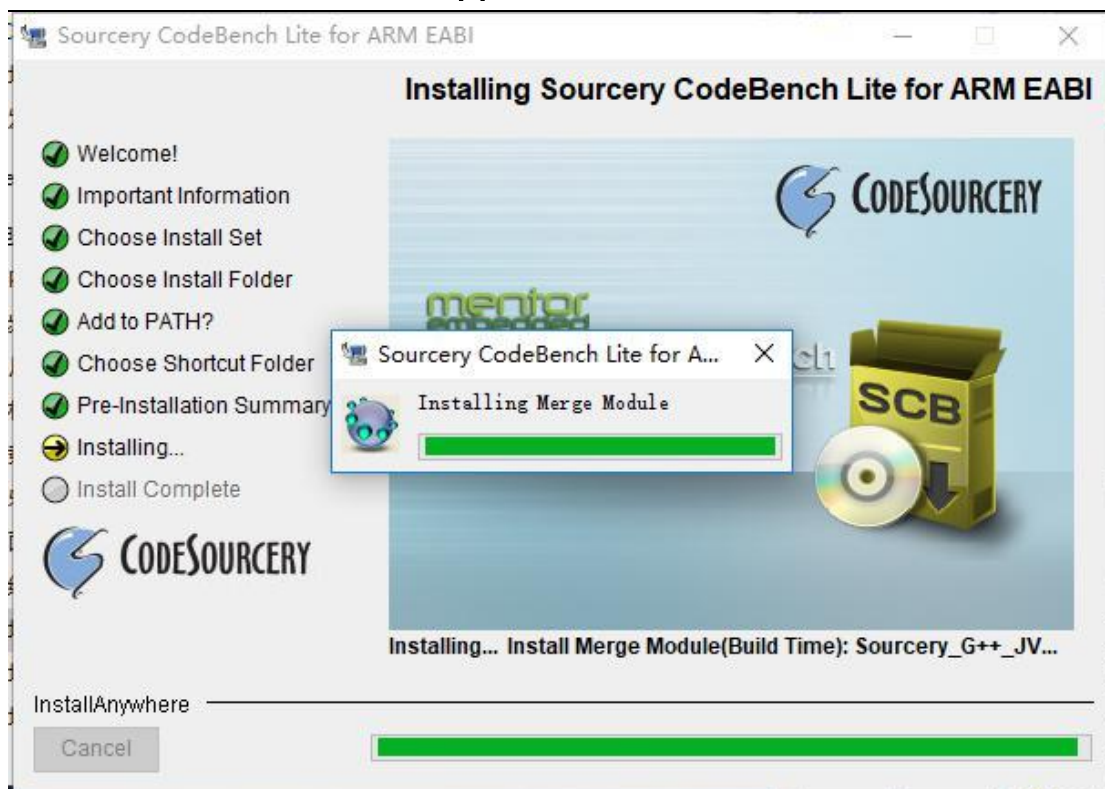 Sourcery CodeBench Lite for ARM EABI
Installing Sourcery CodeBench Lite for ARM EABI
Welcome!
Important Information
Choose Install Set
Choose Install Folder
Add to PATH?
Choose Shortcut Folder
Pre-Installation Summary
Installing...
Install Complete
CODESOURCERY
CODESOURCERY
mentor
embedded
Sourcery CodeBench Lite for A...
Installing Merge Module
SCB
Installing... Install Merge Module(Build Time): Sourcery_G++_JV...
InstallAnywhere
Cancel